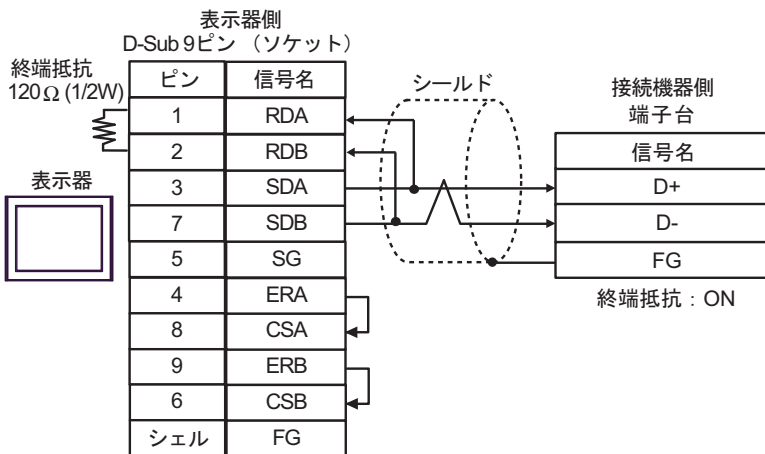 表示器側
D-Sub 9ピン （ソケット）
終端抵抗
120Ω (1/2W)
表示器
ピン 信号名
1 RDA
2 RDB
3 SDA
7 SDB
5 SG
4 ERA
8 CSA
9 ERB
6 CSB
シェル FG
シールド
接続機器側
端子台
信号名
D+
D-
FG
終端抵抗：ON